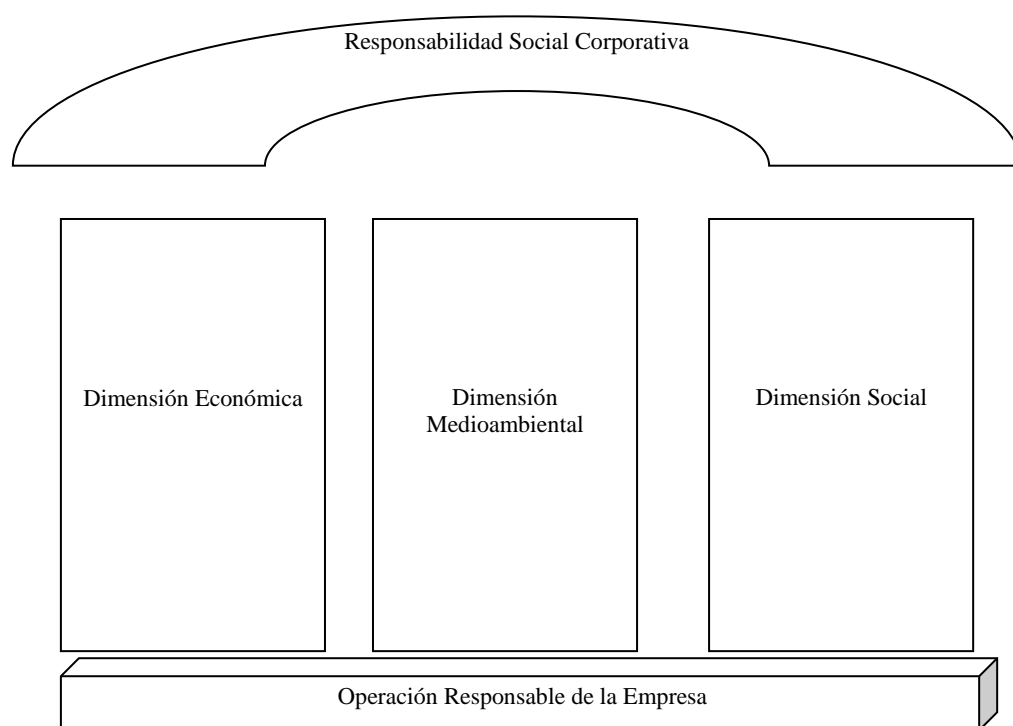 Responsabilidad Social Corporativa
Dimensión Económica
Dimensión
Medioambiental
Dimensión Social
Operación Responsable de la Empresa